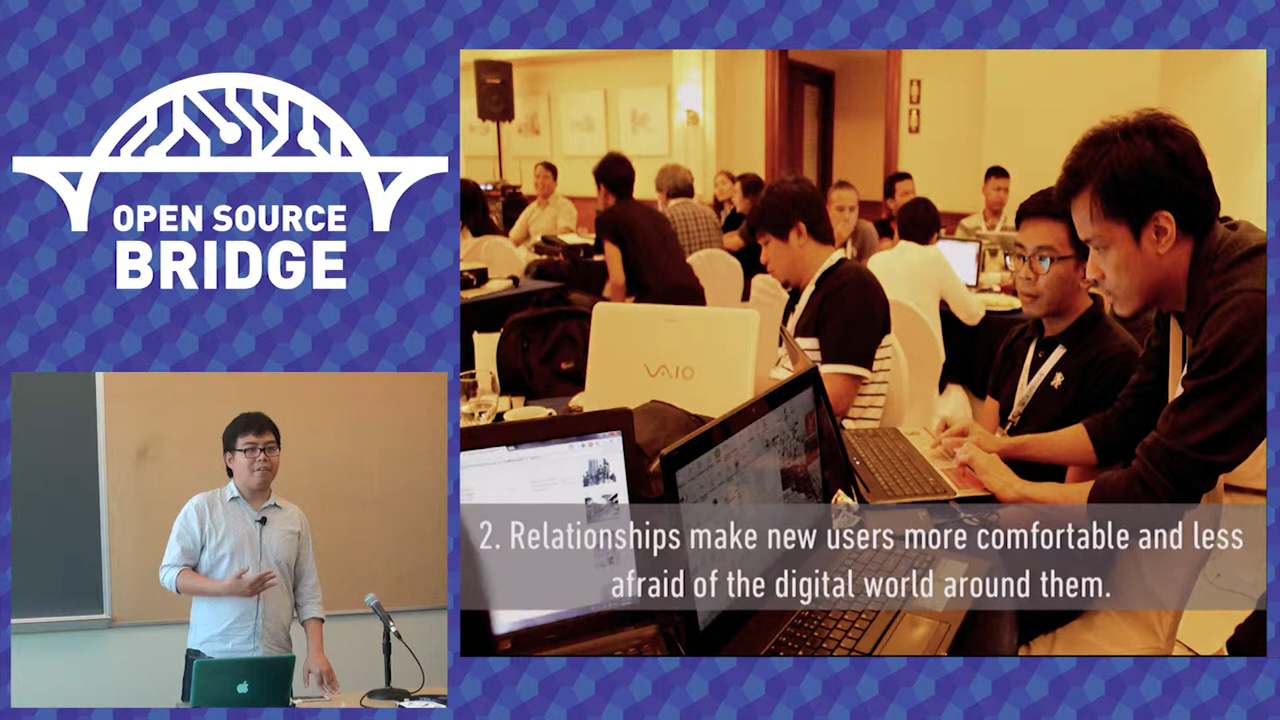 OPEN SOURCE
BRIDGE
VAIO
2. Relationships make new users more comfortable and less
afraid of the digital world around them.